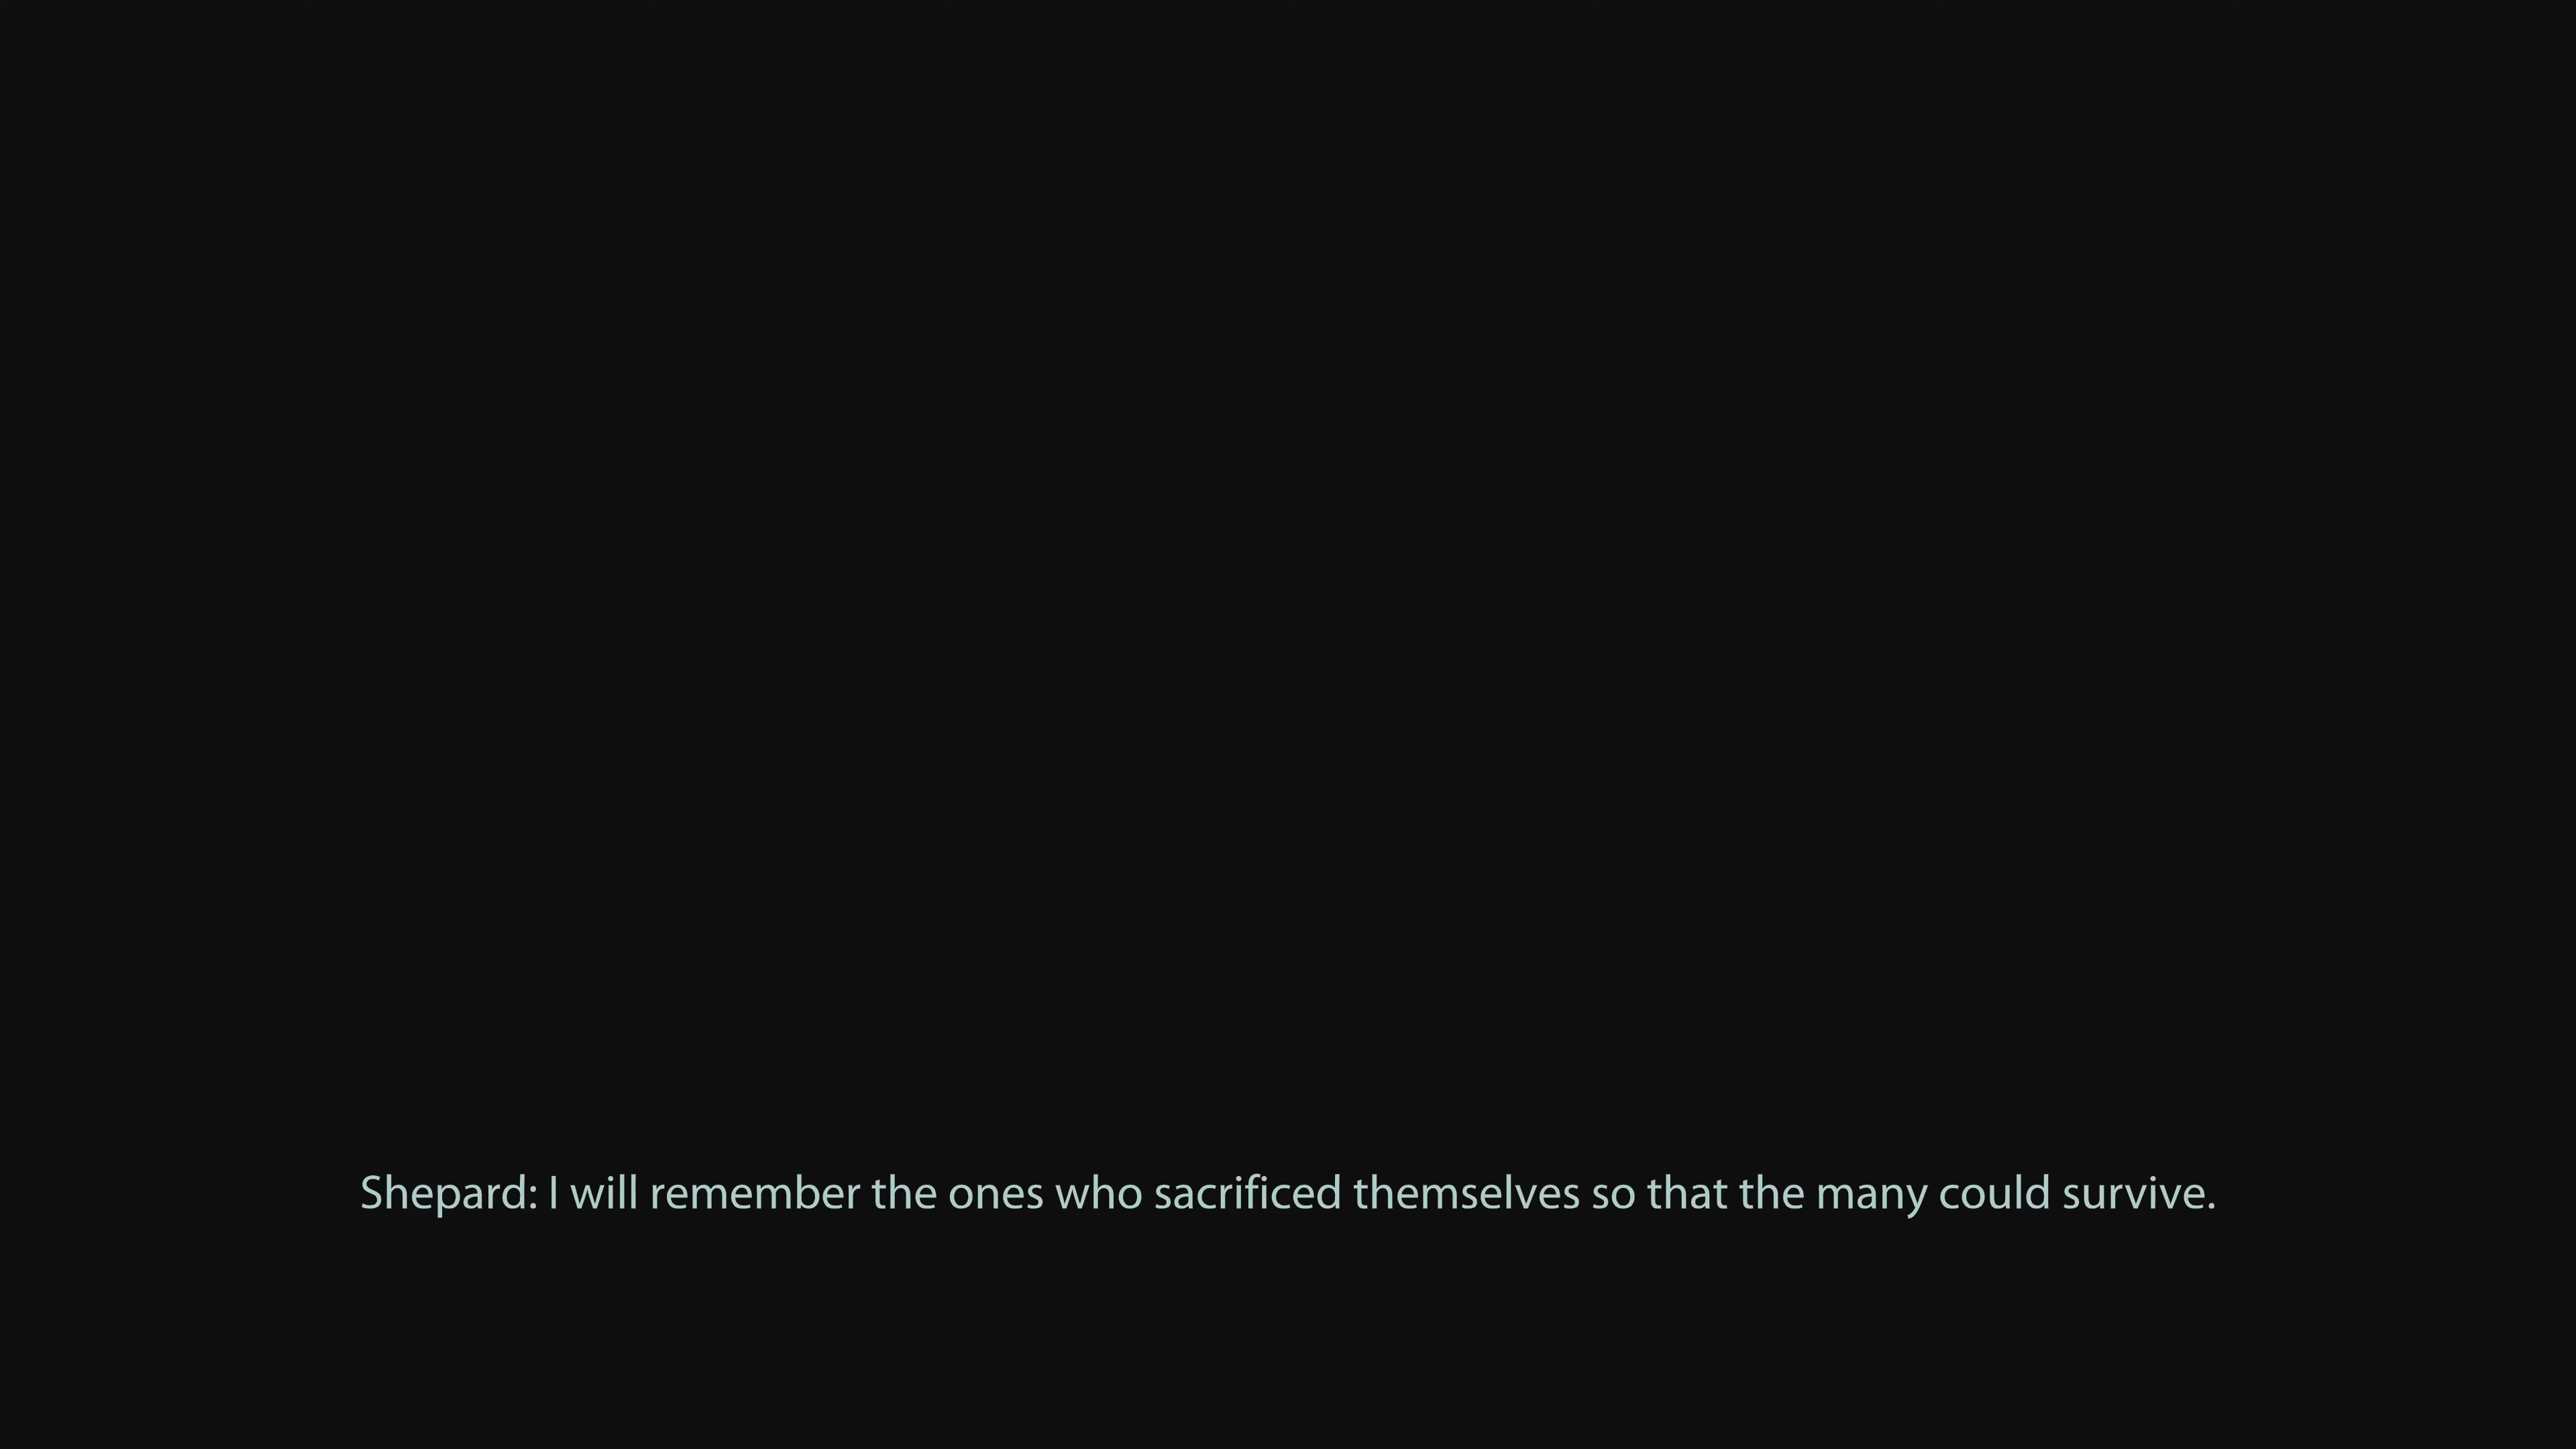 Shepard: I will remember the ones who sacrificed themselves so that the many could survive.